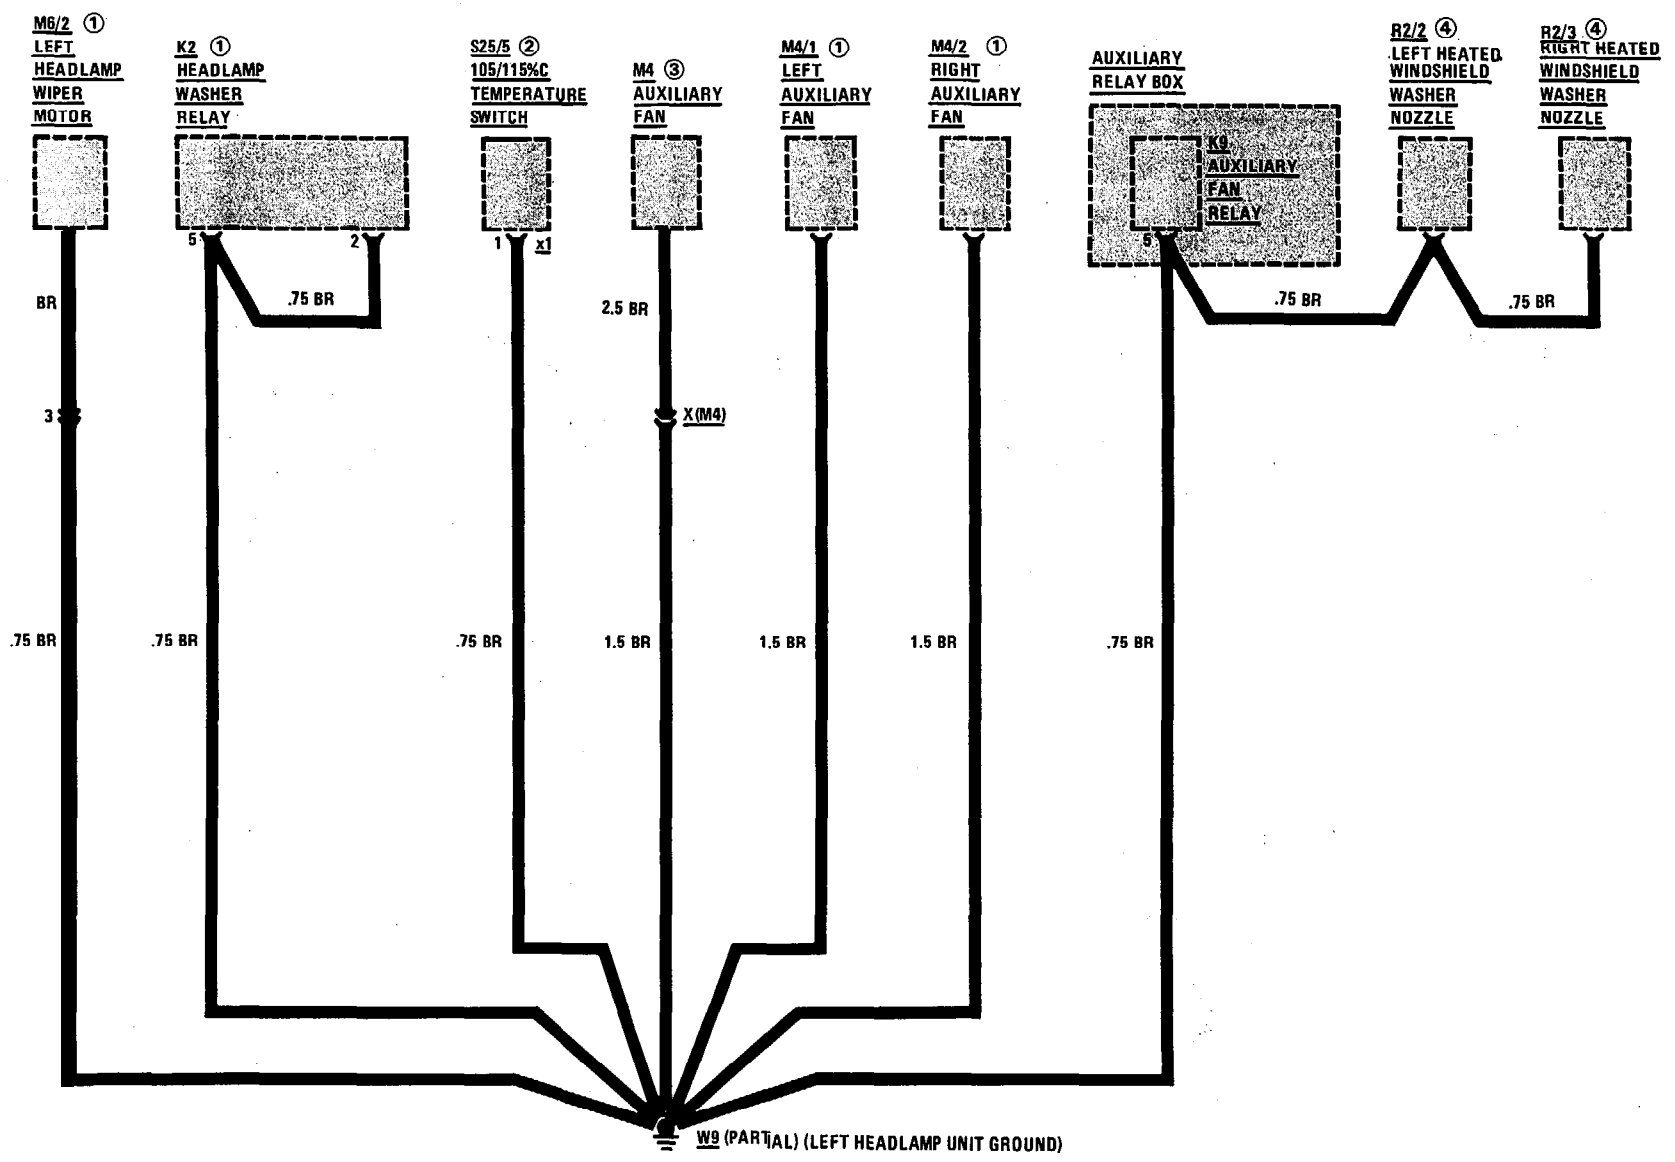 M6/2 ①
LEFT
HEADLAMP
WIPER
MOTOR
K2 ①
HEADLAMP
WASHER
RELAY
S25/5 ②
105/115%C
TEMPERATURE
SWITCH
M4 ③
AUXILIARY
FAN
M4/1 ①
LEFT
AUXILIARY
FAN
M4/2 ①
RIGHT
AUXILIARY
FAN
AUXILIARY
RELAY BOX
K9
AUXILIARY
FAN
RELAY
R2/2 ④
LEFT HEATED
WINDSHIELD
WASHER
NOZZLE
R2/3 ④
RIGHT HEATED
WINDSHIELD
WASHER
NOZZLE
5
2
1
x1
5
BR
.75 BR
2.5 BR
.75 BR
.75 BR
3
X(M4)
.75 BR
.75 BR
.75 BR
1.5 BR
1.5 BR
1.5 BR
.75 BR
W9 (PARTIAL) (LEFT HEADLAMP UNIT GROUND)